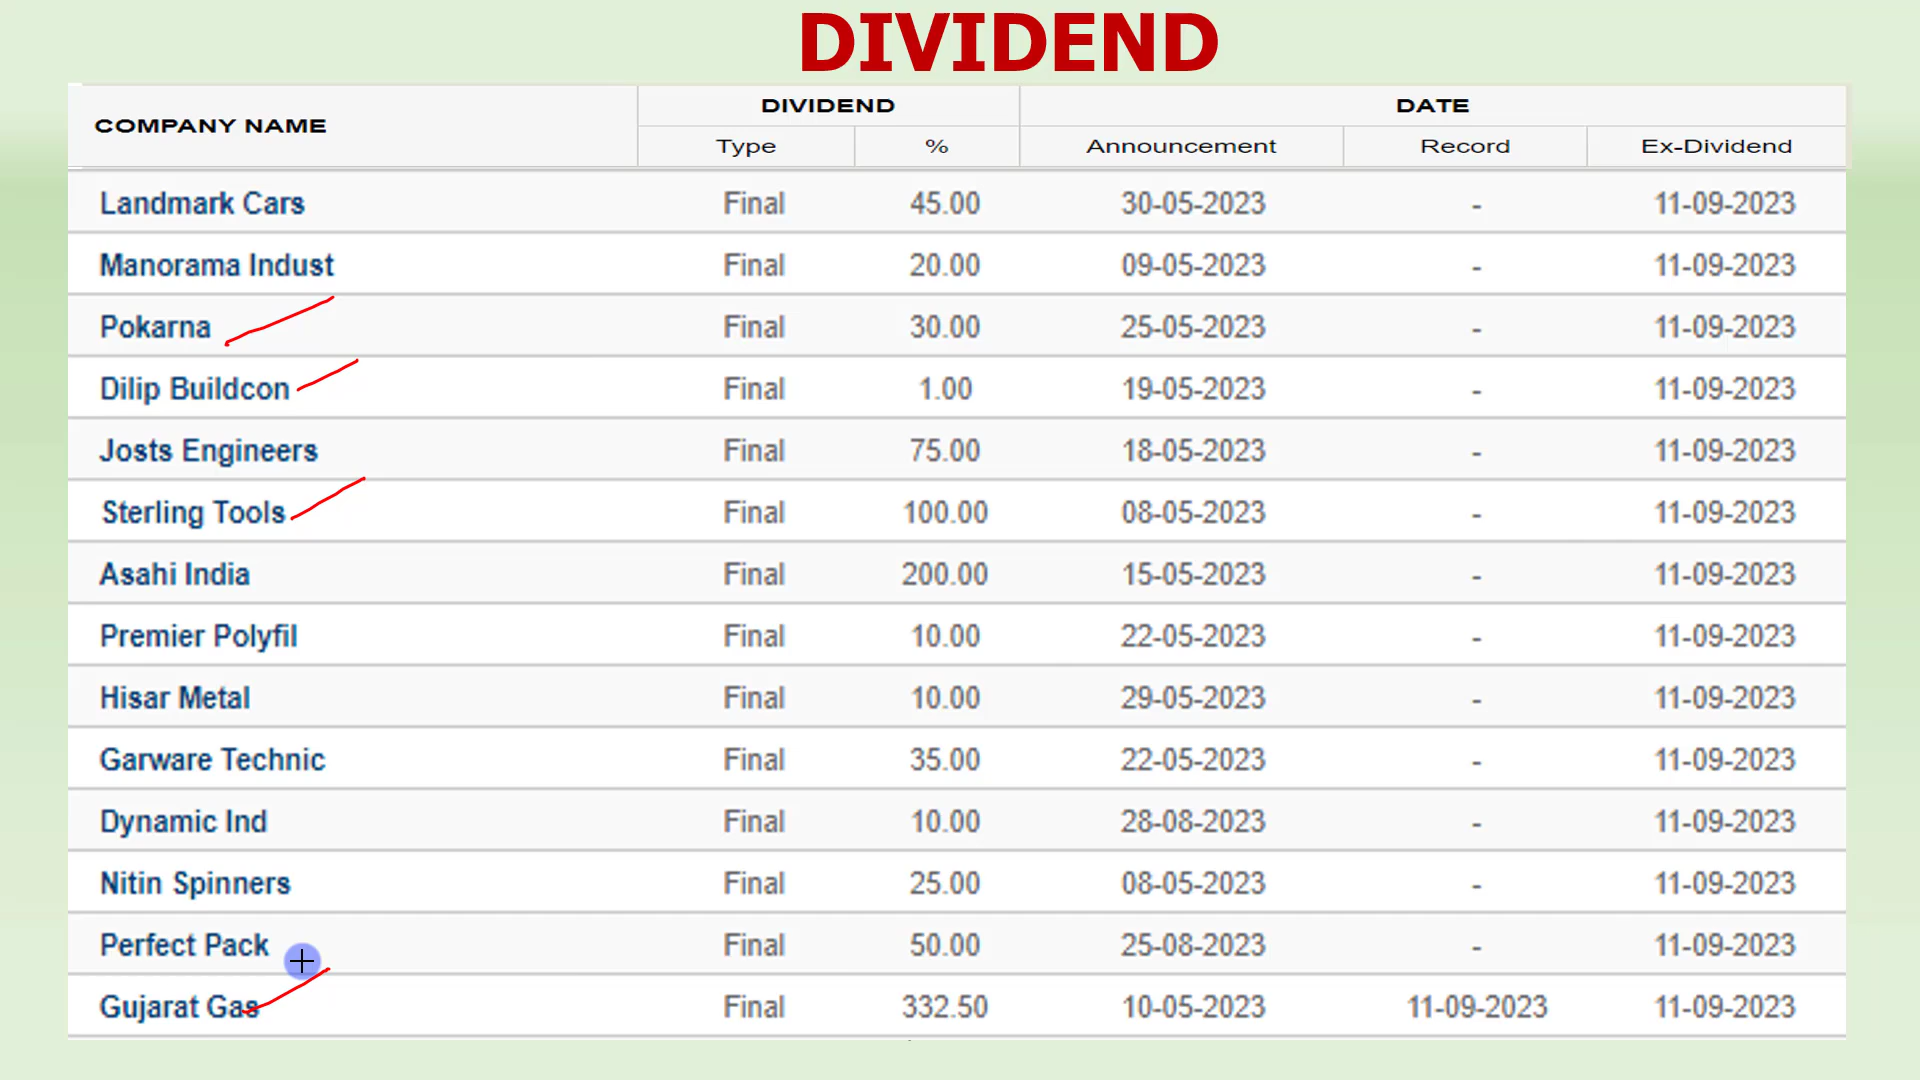 DIVIDEND
COMPANY NAME DIVIDEND DATE
Type % Announcement Record Ex-Dividend
Landmark Cars Final 45.00 30-05-2023 - 11-09-2023
Manorama Indust Final 20.00 09-05-2023 - 11-09-2023
Pokarna Final 30.00 25-05-2023 - 11-09-2023
Dilip Buildcon Final 1.00 19-05-2023 - 11-09-2023
Josts Engineers Final 75.00 18-05-2023 - 11-09-2023
Sterling Tools Final 100.00 08-05-2023 - 11-09-2023
Asahi India Final 200.00 15-05-2023 - 11-09-2023
Premier Polyfil Final 10.00 22-05-2023 - 11-09-2023
Hisar Metal Final 10.00 29-05-2023 - 11-09-2023
Garware Technic Final 35.00 22-05-2023 - 11-09-2023
Dynamic Ind Final 10.00 28-08-2023 - 11-09-2023
Nitin Spinners Final 25.00 08-05-2023 - 11-09-2023
Perfect Pack Final 50.00 25-08-2023 - 11-09-2023
Gujarat Gas Final 332.50 10-05-2023 11-09-2023 11-09-2023